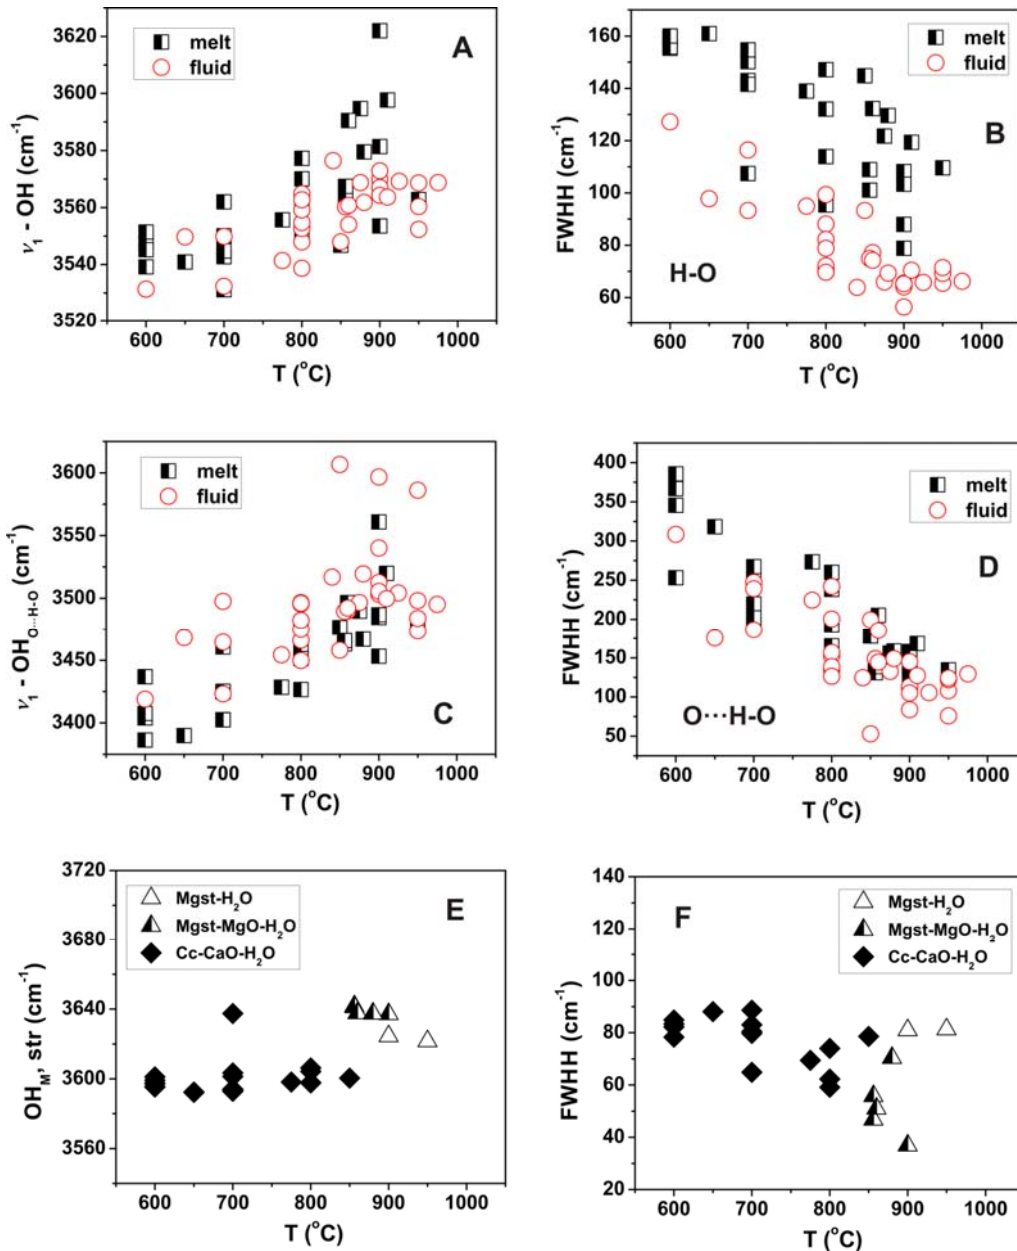 3620
3600
3580
3560
3540
3520
ν₁ - OH (cm⁻¹)
melt
fluid
A
600 700 800 900 1000
T (°C)
160
140
120
100
80
60
FWHH (cm⁻¹)
melt
fluid
B
H-O
600 700 800 900 1000
T (°C)
3600
3550
3500
3450
3400
ν₁ - OH_O···H-O (cm⁻¹)
melt
fluid
C
600 700 800 900 1000
T (°C)
400
350
300
250
200
150
100
50
FWHH (cm⁻¹)
melt
fluid
D
O···H-O
600 700 800 900 1000
T (°C)
3720
3680
3640
3600
3560
OH_M, str (cm⁻¹)
Mgst-H₂O
Mgst-MgO-H₂O
Cc-CaO-H₂O
E
600 700 800 900 1000
T (°C)
140
120
100
80
60
40
20
FWHH (cm⁻¹)
F
Mgst-H₂O
Mgst-MgO-H₂O
Cc-CaO-H₂O
600 700 800 900 1000
T (°C)